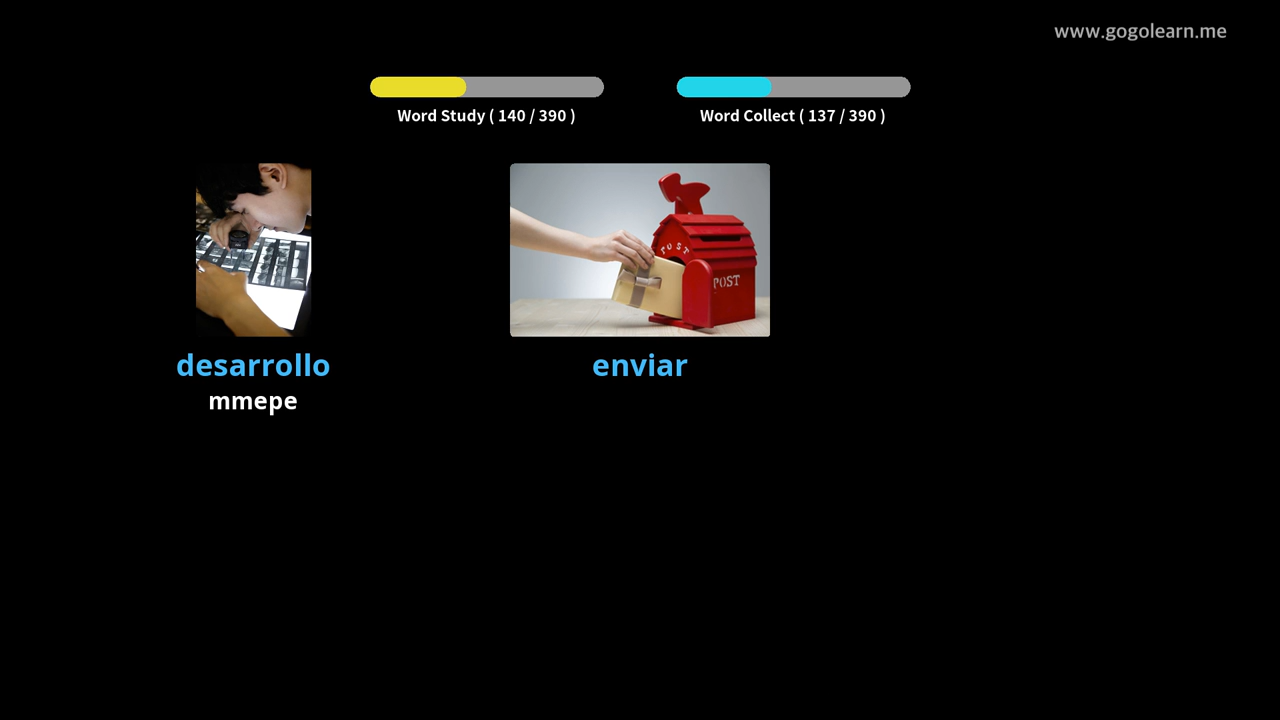 www.gogolearn.me
Word Study ( 140 / 390 )
Word Collect ( 137 / 390 )
POST
POST
desarrollo
enviar
mmepe